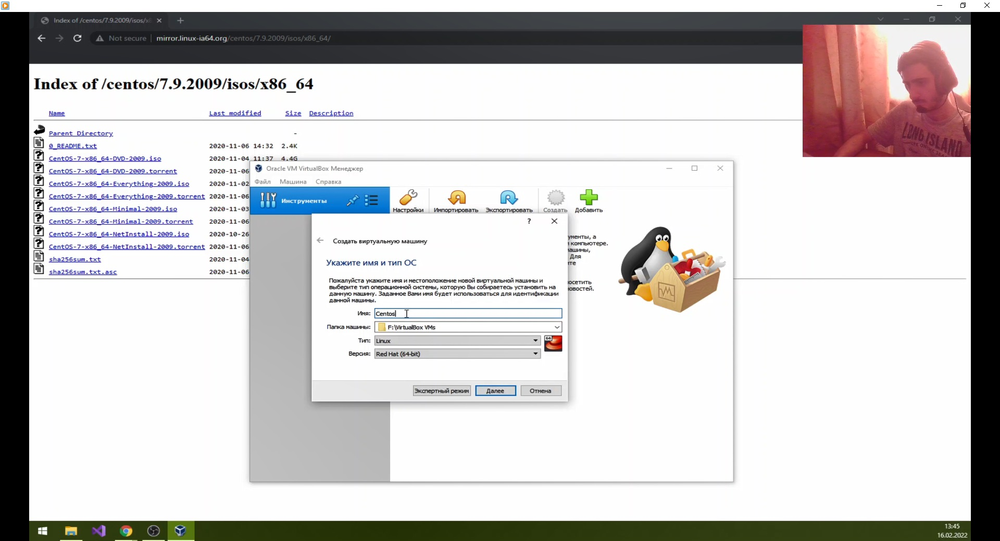 Index of /centos/7.9.2009/isos/x8
Not secure mirror.linux-ia64.org/centos/7.9.2009/isos/x86_64/
Index of /centos/7.9.2009/isos/x86_64
Name Last modified Size Description
Parent Directory -
0_README.txt 2020-11-06 14:32 2.4K
CentOS-7-x86_64-DVD-2009.iso 2020-11-04 11:37 4.4G
CentOS-7-x86_64-DVD-2009.torrent 2020-11-06
CentOS-7-x86_64-Everything-2009.iso 2020-11-02
CentOS-7-x86_64-Everything-2009.torrent 2020-11-06
CentOS-7-x86_64-Minimal-2009.iso 2020-11-03
CentOS-7-x86_64-Minimal-2009.torrent 2020-11-06
CentOS-7-x86_64-NetInstall-2009.iso 2020-10-26
CentOS-7-x86_64-NetInstall-2009.torrent 2020-11-06
sha256sum.txt 2020-11-04
sha256sum.txt.asc 2020-11-06
LONG ISLAND
Oracle VM VirtualBox Менеджер
Файл Машина Справка
Инструменты
Настройки Импортировать Экспортировать Создать Добавить
ументы, а
компьютере.
ашины,
Для
те
осетить
овостей.
? 
Создать виртуальную машину
Укажите имя и тип ОС
Пожалуйста укажите имя и местоположение новой виртуальной машины и
выберите тип операционной системы, которую Вы собираетесь установить на
данную машину. Заданное Вами имя будет использоваться для идентификации
данной машины.
Имя: Centos
Папка машины: F:\VirtualBox VMs
Тип: Linux
64
Версия: Red Hat (64-bit)
Экспертный режим Далее Отмена
13:45
16.02.2022